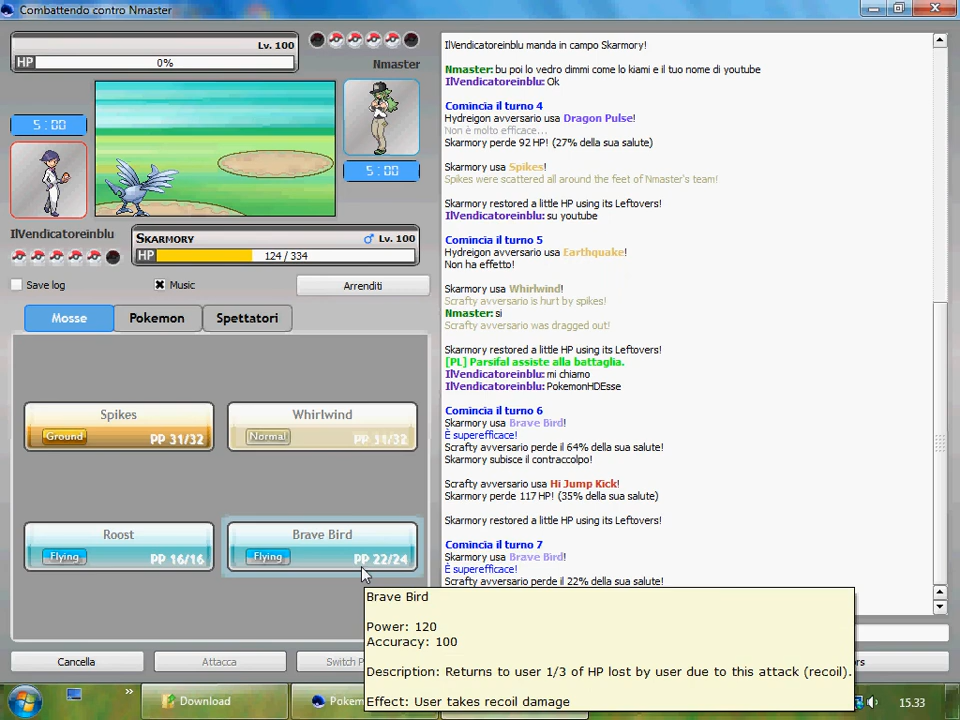 Combattendo contro Nmaster
Lv. 100
HP 0%
Nmaster
5:00
5:00
IlVendicatoreinblu
SKARMORY ♂ Lv. 100
HP 124 / 334
Save log
Music
Arrenditi
Mosse
Pokemon
Spettatori
Spikes
Ground PP 31/32
Whirlwind
Normal PP 31/32
Roost
Flying PP 16/16
Brave Bird
Flying PP 22/24
Cancella
Attacca
Switch P
IlVendicatoreinblu manda in campo Skarmory!
Nmaster: bu poi lo vedro dimmi come lo kiami e il tuo nome di youtube
IlVendicatoreinblu: Ok
Comincia il turno 4
Hydreigon avversario usa Dragon Pulse!
Non è molto efficace...
Skarmory perde 92 HP! (27% della sua salute)
Skarmory usa Spikes!
Spikes were scattered all around the feet of Nmaster's team!
Skarmory restored a little HP using its Leftovers!
IlVendicatoreinblu: su youtube
Comincia il turno 5
Hydreigon avversario usa Earthquake!
Non ha effetto!
Skarmory usa Whirlwind!
Scrafty avversario is hurt by spikes!
Nmaster: si
Scrafty avversario was dragged out!
Skarmory restored a little HP using its Leftovers!
[PL] Parsifal assiste alla battaglia.
IlVendicatoreinblu: mi chiamo
IlVendicatoreinblu: PokemonHDEsse
Comincia il turno 6
Skarmory usa Brave Bird!
È superefficace!
Scrafty avversario perde il 64% della sua salute!
Skarmory subisce il contraccolpo!
Scrafty avversario usa Hi Jump Kick!
Skarmory perde 117 HP! (35% della sua salute)
Skarmory restored a little HP using its Leftovers!
Comincia il turno 7
Skarmory usa Brave Bird!
È superefficace!
Scrafty avversario perde il 22% della sua salute!
Brave Bird
Power: 120
Accuracy: 100
Description: Returns to user 1/3 of HP lost by user due to this attack (recoil).
Effect: User takes recoil damage
ors
»
Download
Pokem
15.33